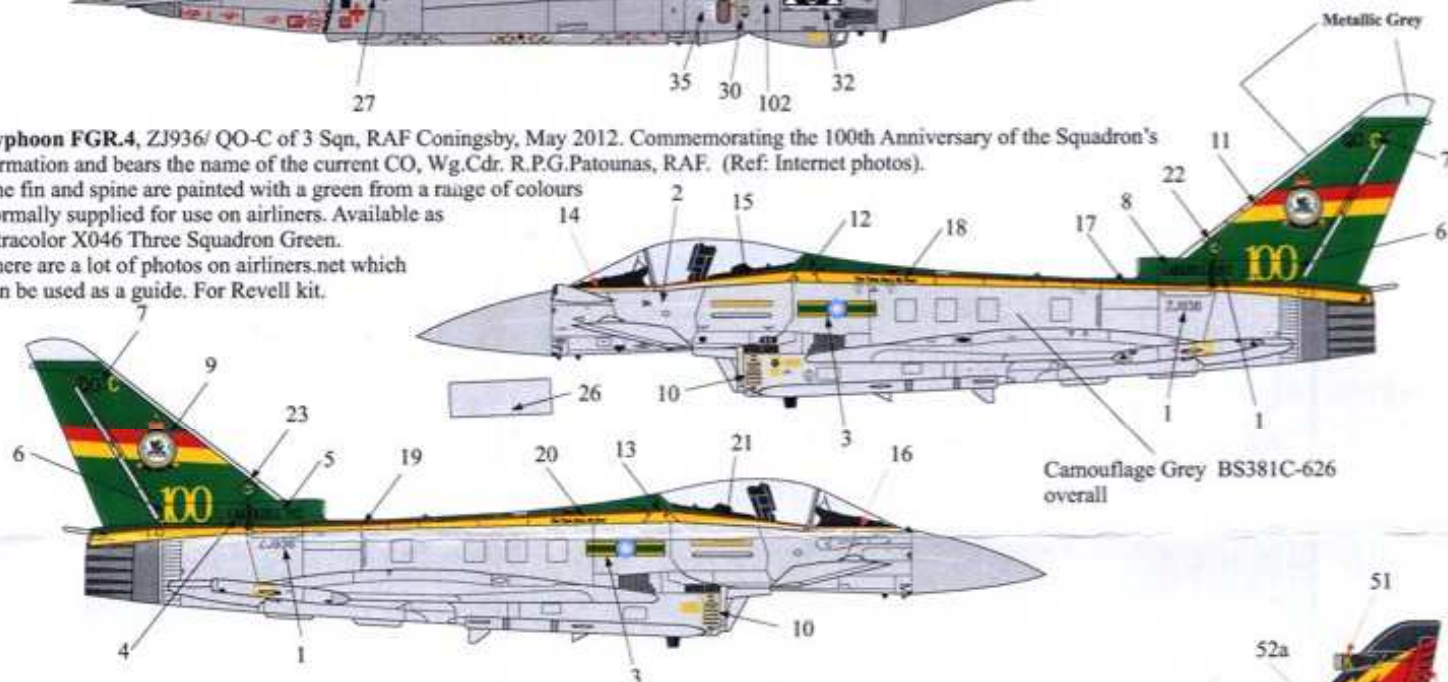 Metallic Grey
35
30
32
27
102
yphoon FGR.4, ZJ936/ QO-C of 3 Sqn, RAF Coningsby, May 2012. Commemorating the 100th Anniversary of the Squadron's
rmation and bears the name of the current CO, Wg.Cdr. R.P.G.Patounas, RAF. (Ref: Internet photos).
ne fin and spine are painted with a green from a range of colours
ormally supplied for use on airliners. Available as
tracolor X046 Three Squadron Green.
here are a lot of photos on airliners.net which
n be used as a guide. For Revell kit.
11
7
22
14
2
15
12
18
17
8
6
100
ZJ936
7
9
10
26
3
1
1
Camouflage Grey BS381C-626
overall
23
6
5
19
20
13
21
16
100
ZJ936
4
1
3
10
51
52a